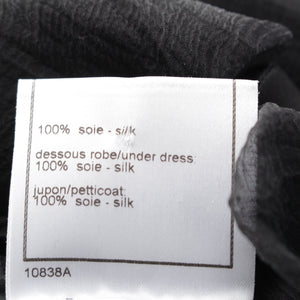 100% soie - silk
dessous robe/under dress:
100% soie - silk
jupon/petticoat:
100% soie - silk
10838A